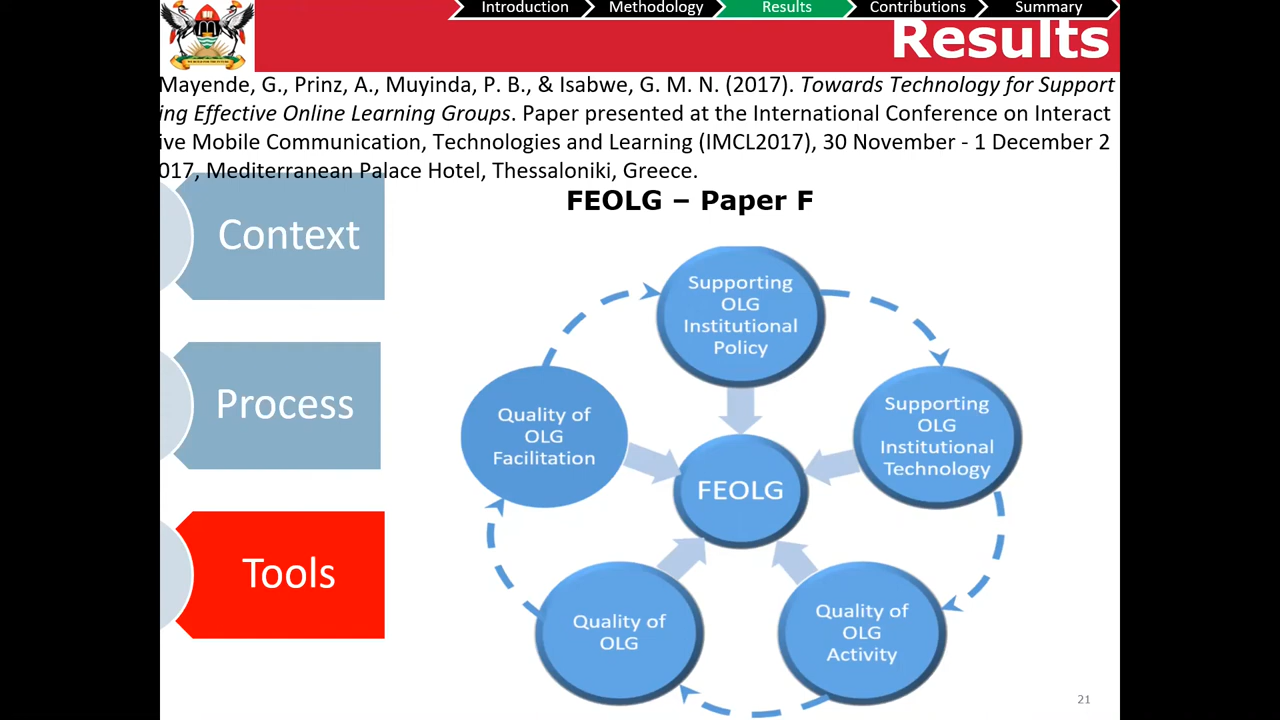 Introduction
Methodology
Results
Contributions
Summary
Results
Mayende, G., Prinz, A., Muyinda, P. B., & Isabwe, G. M. N. (2017). Towards Technology for Support
ing Effective Online Learning Groups. Paper presented at the International Conference on Interact
ive Mobile Communication, Technologies and Learning (IMCL2017), 30 November - 1 December 2
017, Mediterranean Palace Hotel, Thessaloniki, Greece.
FEOLG – Paper F
Context
Process
Tools
Supporting
OLG
Institutional
Policy
Supporting
OLG
Institutional
Technology
Quality of
OLG
Activity
Quality of
OLG
Quality of
OLG
Facilitation
FEOLG
21